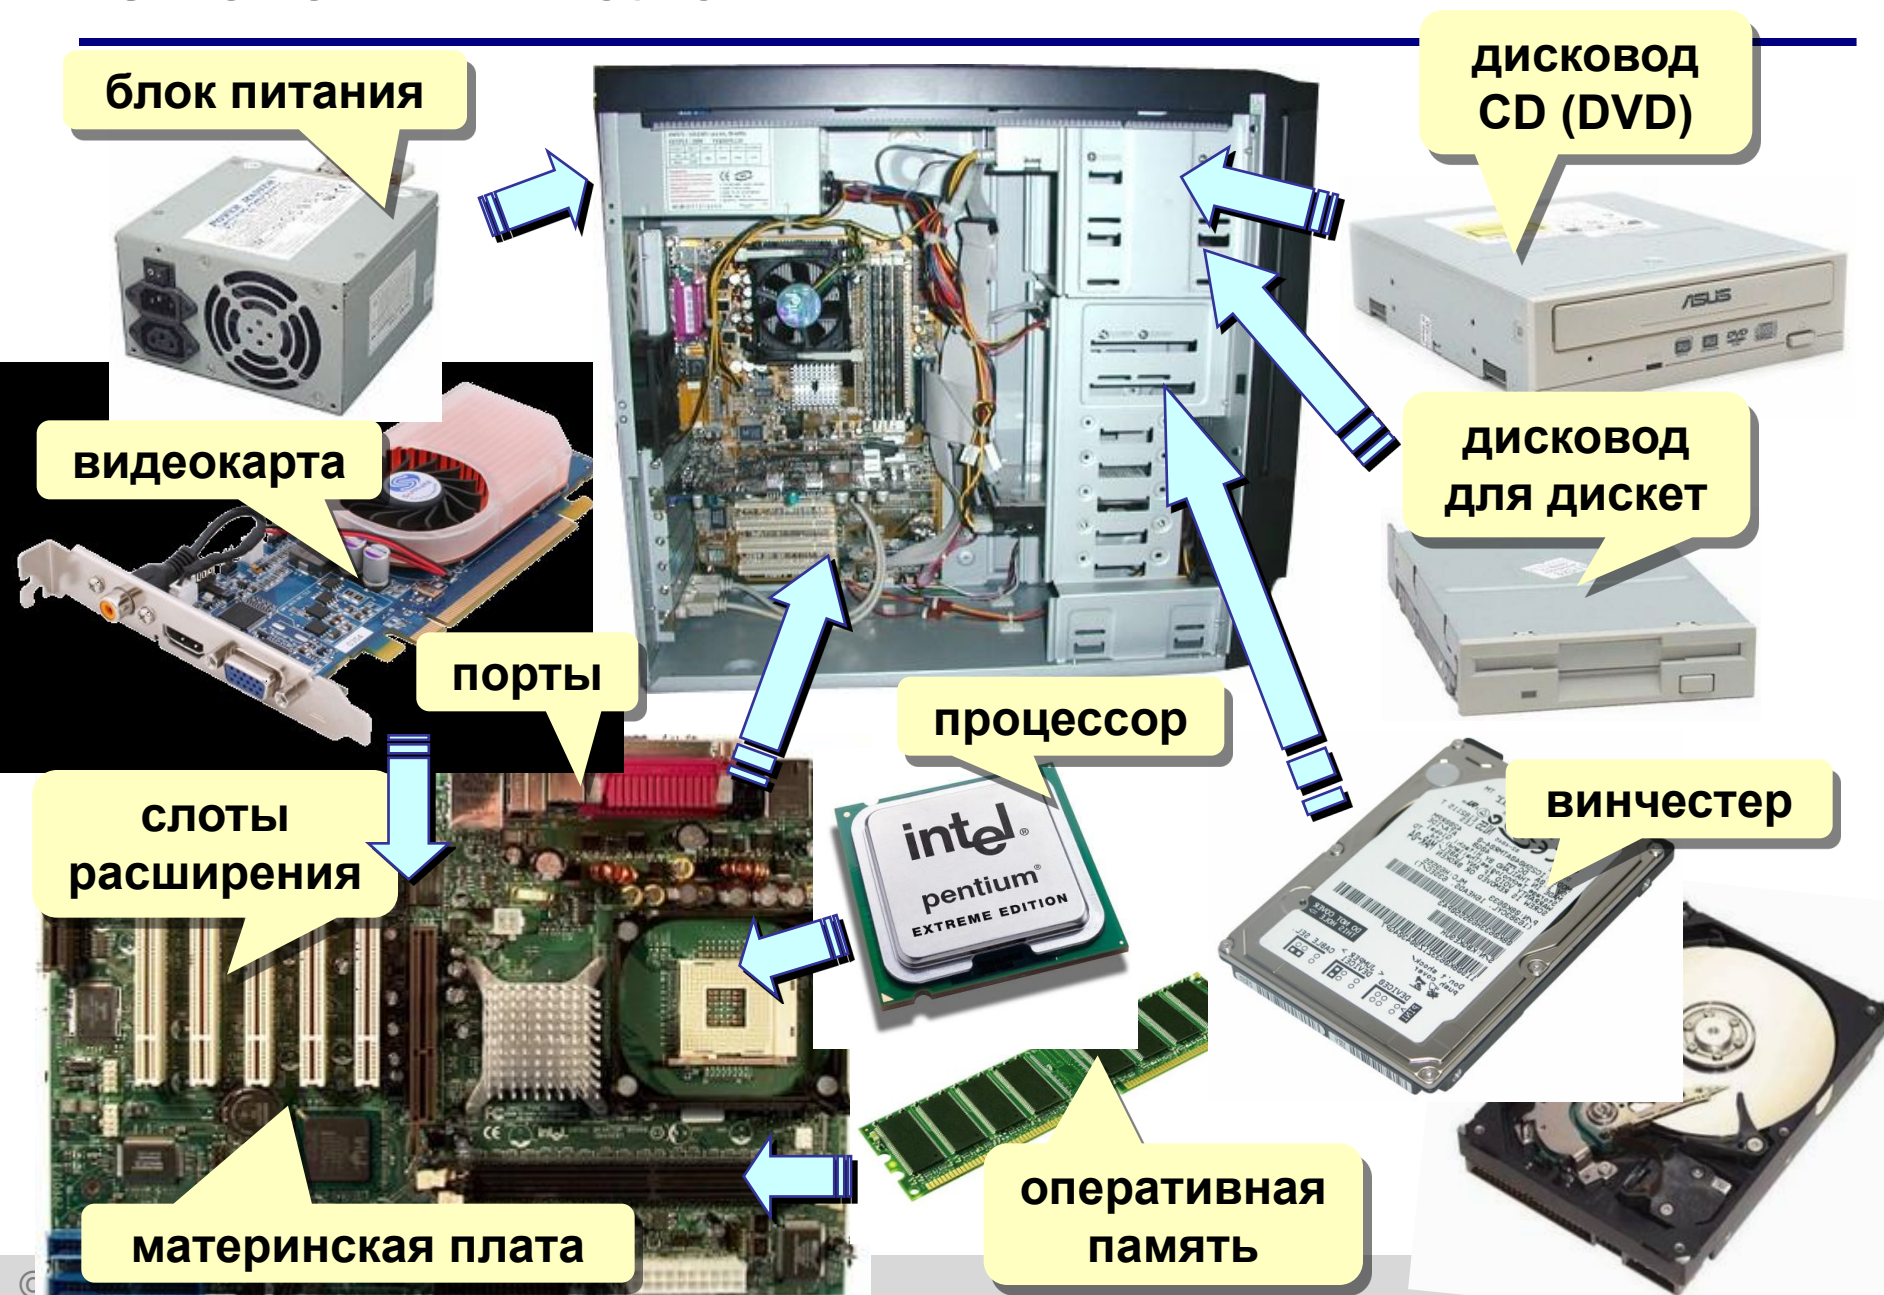 блок питания
дисковод
CD (DVD)
ASUS
видеокарта
дисковод
для дискет
порты
процессор
intel
pentium
EXTREME EDITION
винчестер
слоты
расширения
оперативная
память
материнская плата
©